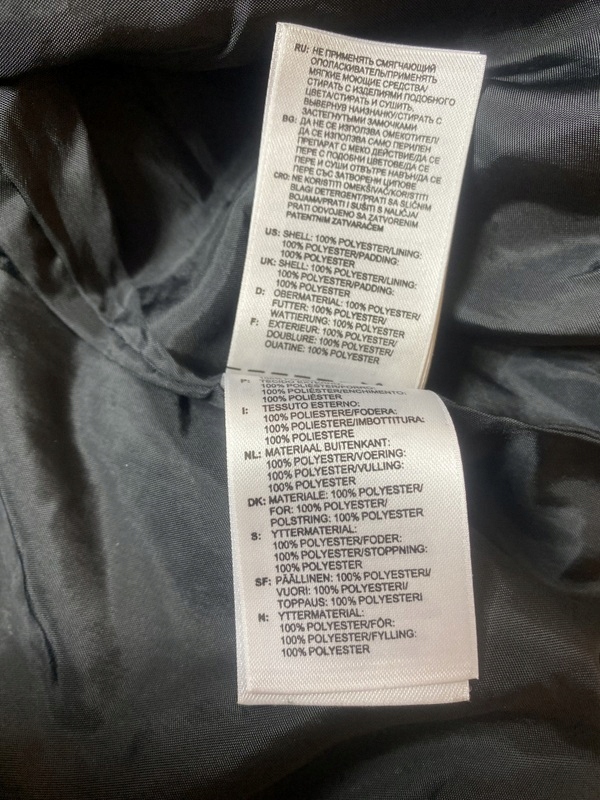 RU: НЕ ПРИМЕНЯТЬ СМЯГЧАЮЩИЙ
ОПОЛАСКИВАТЕЛЬ/ПРИМЕНЯТЬ
МЯГКИЕ МОЮЩИЕ СРЕДСТВА/
СТИРАТЬ С ИЗДЕЛИЯМИ ПОДОБНОГО
ЦВЕТА/СТИРАТЬ И СУШИТЬ,
ВЫВЕРНУВ НАИЗНАНКУ/СТИРАТЬ С
ЗАСТЕГНУТЫМИ ЗАМОЧКАМИ
BG: ДА НЕ СЕ ИЗПОЛЗВА ОМЕКОТИТЕЛ/
ДА СЕ ИЗПОЛЗВА САМО ПЕРИЛЕН
ПРЕПАРАТ С МЕКО ДЕЙСТВИЕ/ДА СЕ
ПЕРЕ С ПОДОБНИ ЦВЕТОВЕ/ДА СЕ
ПЕРЕ И СУШИ ОТВЪТРЕ НАВЪН/ДА СЕ
ПЕРЕ СЪС ЗАТВОРЕНИ ЦИПОВЕ
CRO: NE KORISTITI OMEKŠIVAČ/KORISTITI
BLAGI DETERGENT/PRATI SA SLIČNIM
BOJAMA/PRATI I SUŠITI S NALIČJA/
PRATI ODVOJENO SA ZATVORENIM
PATENTNIM ZATVARAČEM
US: SHELL: 100% POLYESTER/LINING:
100% POLYESTER/PADDING:
100% POLYESTER
UK: SHELL: 100% POLYESTER/LINING:
100% POLYESTER/PADDING:
100% POLYESTER
D: OBERMATERIAL: 100% POLYESTER/
FUTTER: 100% POLYESTER/
WATTIERUNG: 100% POLYESTER
F: EXTERIEUR: 100% POLYESTER/
DOUBLURE: 100% POLYESTER/
OUATINE: 100% POLYESTER
100% POLIÉSTER/ENCHIMENTO:
100% POLIÉSTER
I: TESSUTO ESTERNO:
100% POLIESTERE/FODERA:
100% POLIESTERE/IMBOTTITURA:
100% POLIESTERE
NL: MATERIAAL BUITENKANT:
100% POLYESTER/VOERING:
100% POLYESTER/VULLING:
100% POLYESTER
DK: MATERIALE: 100% POLYESTER/
FOR: 100% POLYESTER/
POLSTRING: 100% POLYESTER
S: YTTERMATERIAL:
100% POLYESTER/FODER:
100% POLYESTER/STOPPNING:
100% POLYESTER
SF: PÄÄLLINEN: 100% POLYESTERI/
VUORI: 100% POLYESTERI/
TOPPAUS: 100% POLYESTERI
N: YTTERMATERIAL:
100% POLYESTER/FÔR:
100% POLYESTER/FYLLING:
100% POLYESTER